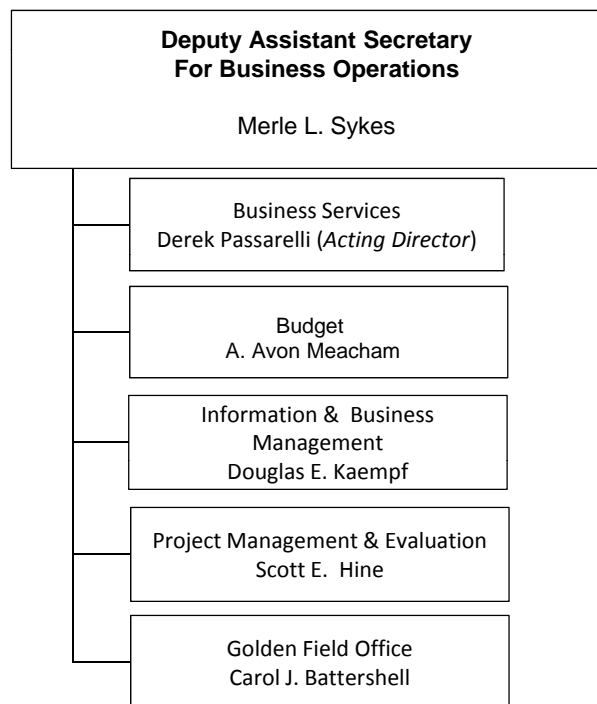 Deputy Assistant Secretary
For Business Operations
Merle L. Sykes
Business Services
Derek Passarelli (Acting Director)
Budget
A. Avon Meacham
Information & Business
Management
Douglas E. Kaempf
Project Management & Evaluation
Scott E. Hine
Golden Field Office
Carol J. Battershell